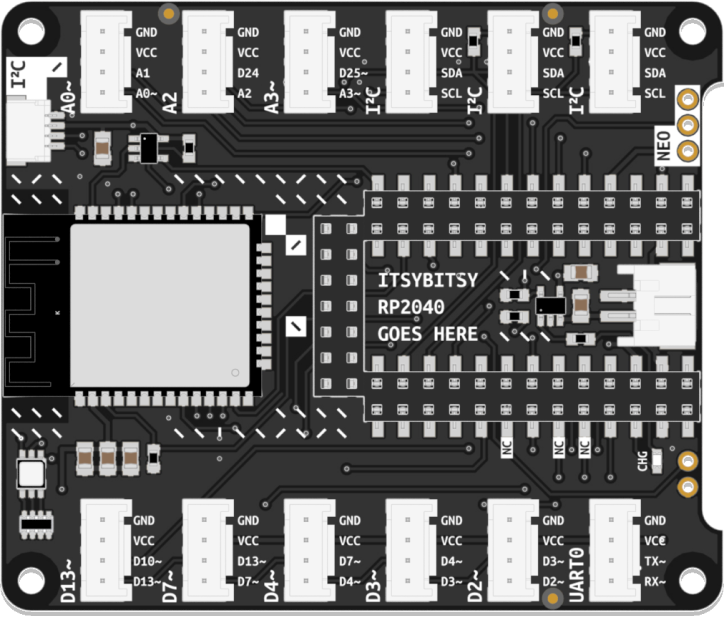 I²C
A0~
GND
VCC
A1
A0~
A2
GND
VCC
D24
A2
A3~
GND
VCC
D25~
A3~
I²C
GND
VCC
SDA
SCL
I²C
GND
VCC
SDA
SCL
I²C
GND
VCC
SDA
SCL
NEO
ITSYBITSY
RP2040
GOES HERE
NC
NC
NC
CHG
D13~
GND
VCC
D10~
D13~
D7~
GND
VCC
D13~
D7~
D4~
GND
VCC
D7~
D4~
D3~
GND
VCC
D4~
D3~
D2~
GND
VCC
D3~
D2~
UART0
GND
VCC
TX~
RX~